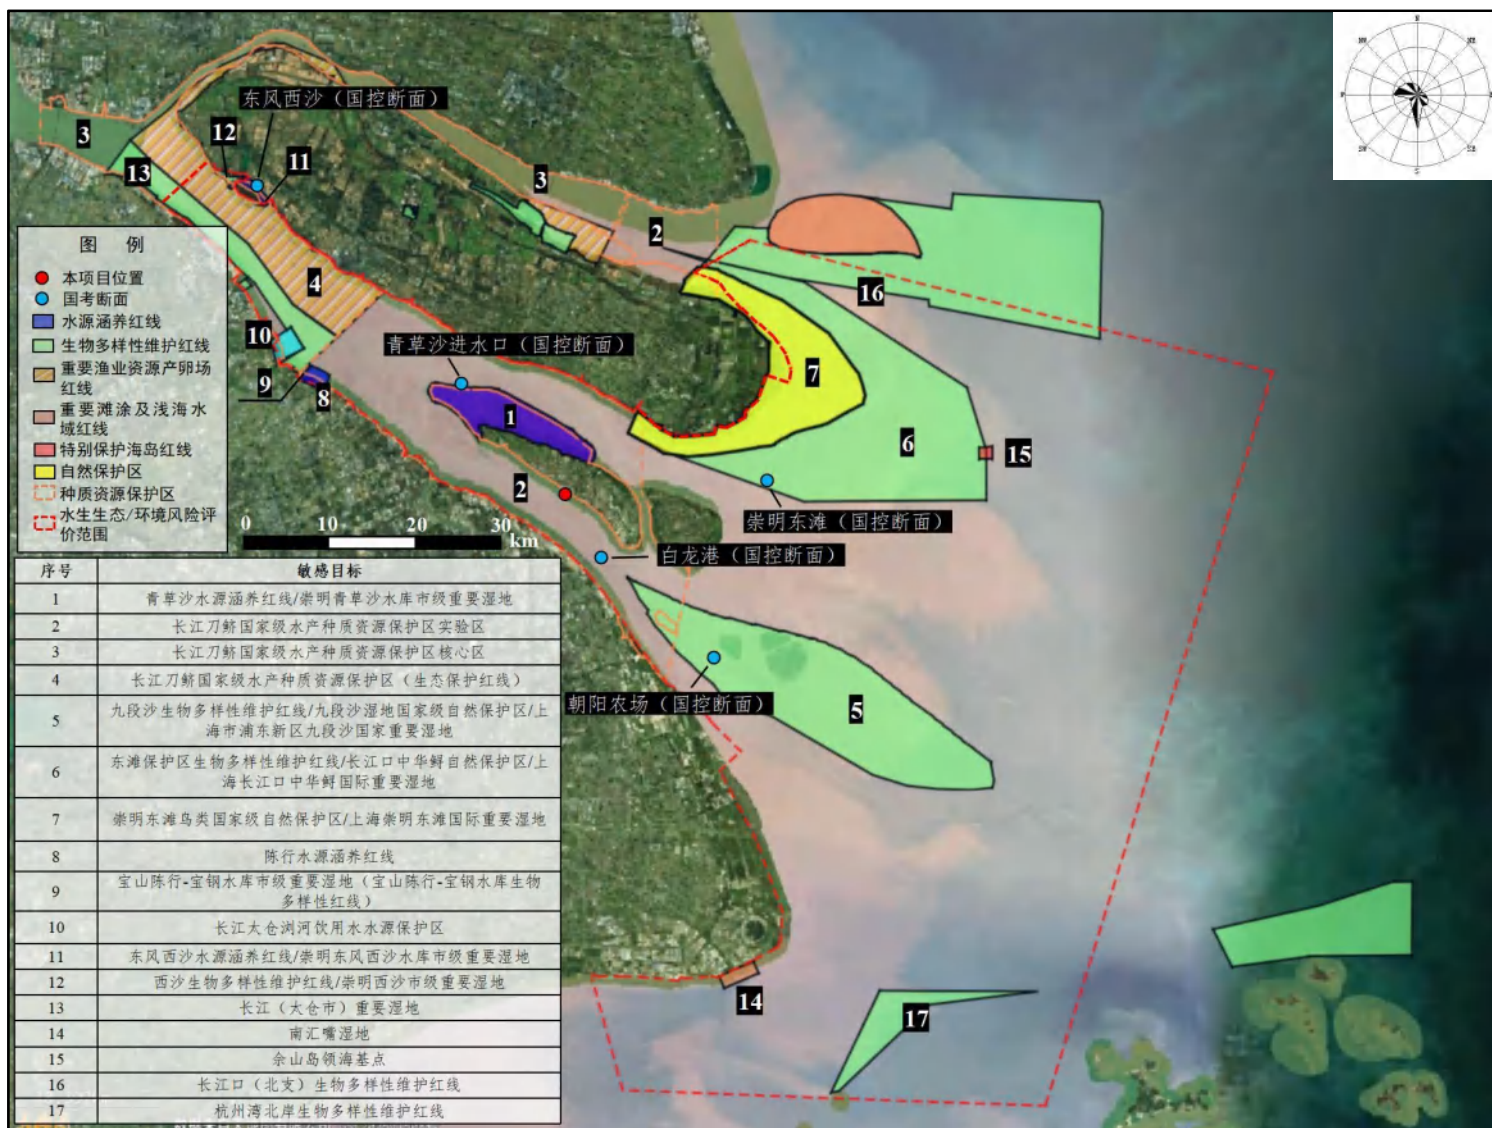 N
NW
NE
SW
SE
S
东风西沙（国控断面）
12
3
13
11
3
2
16
图 例
本项目位置
国考断面
水源涵养红线
生物多样性维护红线
重要渔业资源产卵场
红线
重要滩涂及浅海水
域红线
特别保护海岛红线
自然保护区
种质资源保护区
水生生态/环境风险评
价范围
4
10
9
8
青草沙进水口（国控断面）
1
7
6
15
2
崇明东滩（国控断面）
0 10 20 30
km
白龙港（国控断面）
朝阳农场（国控断面）
5
14
17
序号 敏感目标
1 青草沙水源涵养红线/崇明青草沙水库市级重要湿地
2 长江刀鲚国家级水产种质资源保护区实验区
3 长江刀鲚国家级水产种质资源保护区核心区
4 长江刀鲚国家级水产种质资源保护区（生态保护红线）
5 九段沙生物多样性维护红线/九段沙湿地国家级自然保护区/上
海市浦东新区九段沙国家重要湿地
6 东滩保护区生物多样性维护红线/长江口中华鲟自然保护区/上
海长江口中华鲟国际重要湿地
7 崇明东滩鸟类国家级自然保护区/上海崇明东滩国际重要湿地
8 陈行水源涵养红线
9 宝山陈行-宝钢水库市级重要湿地（宝山陈行-宝钢水库生物
多样性红线）
10 长江太仓浏河饮用水水源保护区
11 东风西沙水源涵养红线/崇明东风西沙水库市级重要湿地
12 西沙生物多样性维护红线/崇明西沙市级重要湿地
13 长江（太仓市）重要湿地
14 南汇嘴湿地
15 佘山岛领海基点
16 长江口（北支）生物多样性维护红线
17 杭州湾北岸生物多样性维护红线